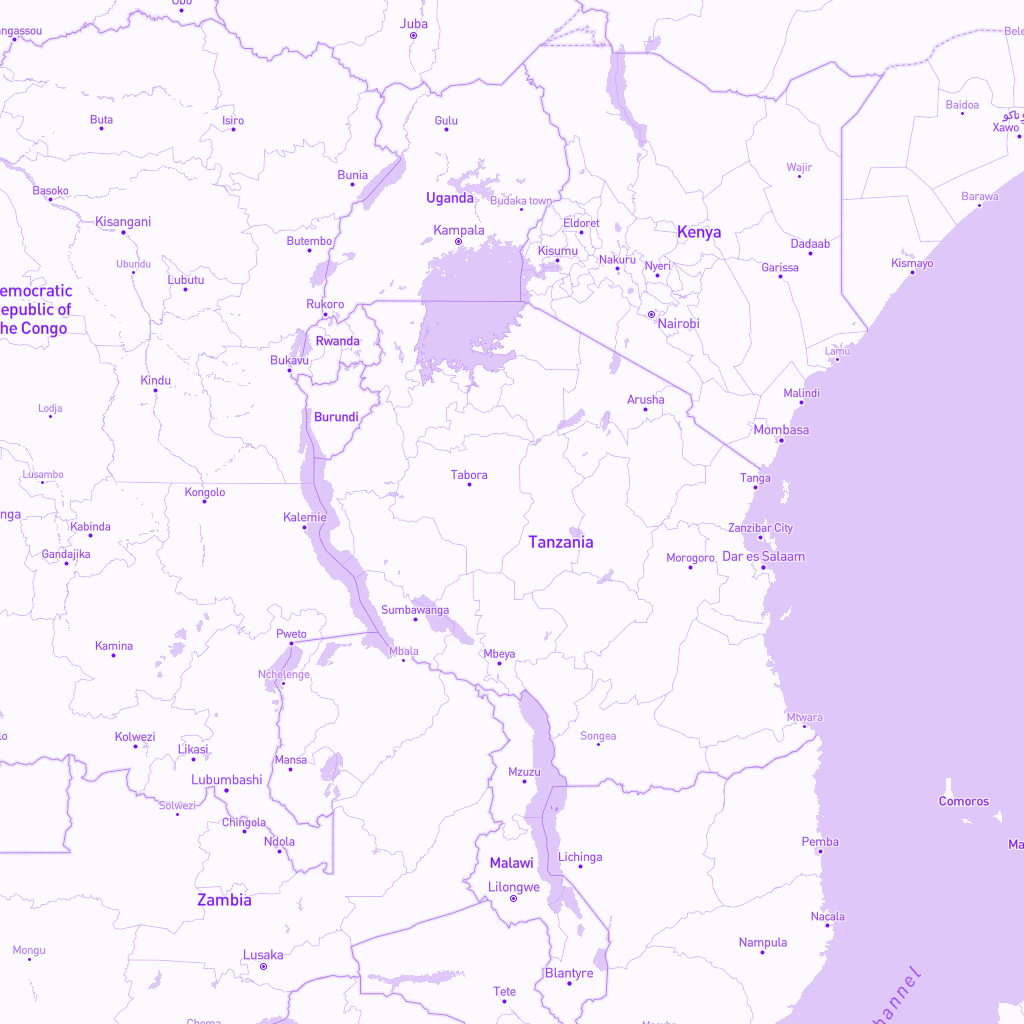 Obo
Juba
angassou
Bele
Baidoa
Buta
Isiro
Gulu
Xawo
Wajir
Bunia
Basoko
Uganda
Budaka town
Barawa
Kisangani
Kampala
Eldoret
Kenya
Butembo
Dadaab
Kisumu
Nakuru
Nyeri
Garissa
Kismayo
Ubundu
Lubutu
emocratic
epublic of
he Congo
Rukoro
Nairobi
Rwanda
Lamu
Bukavu
Kindu
Malindi
Lodja
Burundi
Arusha
Mombasa
Lusambo
Tabora
Tanga
Kongolo
nga
Kabinda
Kalemie
Zanzibar City
Tanzania
Gandajika
Morogoro
Dar es Salaam
Sumbawanga
Pweto
Kamina
Mbala
Mbeya
Nchelenge
Mtwara
lo
Kolwezi
Songea
Likasi
Mansa
Mzuzu
Lubumbashi
Solwezi
Comoros
Chingola
Ndola
Pemba
Ma
Malawi
Lichinga
Lilongwe
Zambia
Nacala
Mongu
Lusaka
Nampula
Blantyre
Tete
hannel